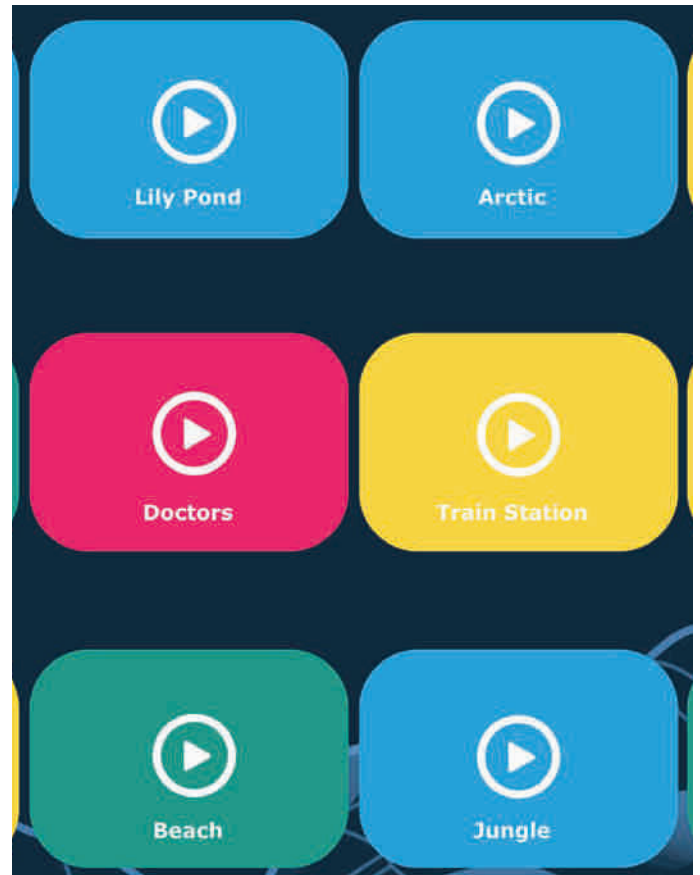 Lily Pond
Arctic
Doctors
Train Station
Beach
Jungle